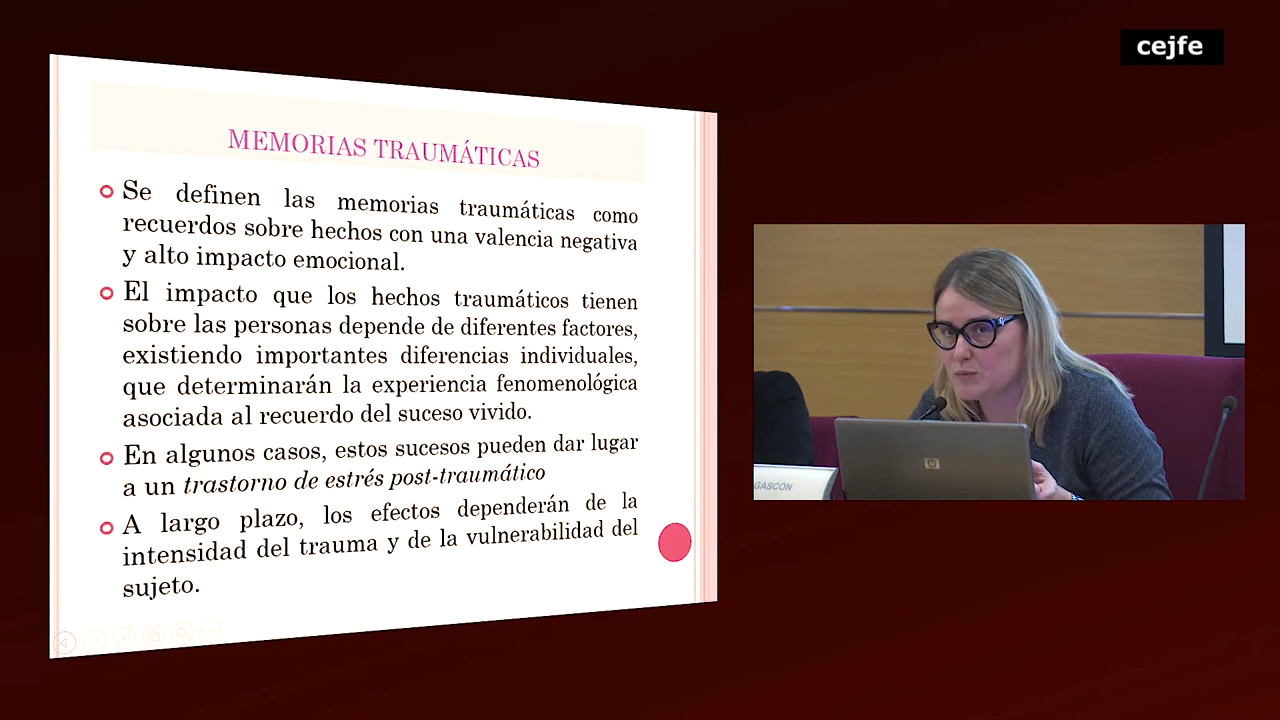 cejfe
MEMORIAS TRAUMÁTICAS
Se definen las memorias traumáticas como
recuerdos sobre hechos con una valencia negativa
y alto impacto emocional.
El impacto que los hechos traumáticos tienen
sobre las personas depende de diferentes factores,
existiendo importantes diferencias individuales,
que determinarán la experiencia fenomenológica
asociada al recuerdo del suceso vivido.
En algunos casos, estos sucesos pueden dar lugar
a un trastorno de estrés post-traumático
A largo plazo, los efectos dependerán de la
intensidad del trauma y de la vulnerabilidad del
sujeto.
GASCÓN
hp